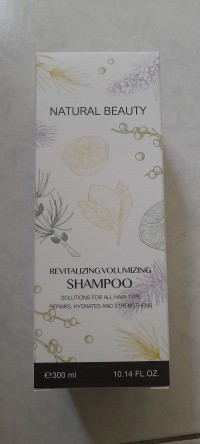 NATURAL BEAUTY
REVITALIZING VOLUMIZING
SHAMPOO
SOLUTIONS FOR ALL HAIR TYPE
REPAIRS, HYDRATES AND STRENGTHENS
℮300 ml 10.14 FL.OZ.